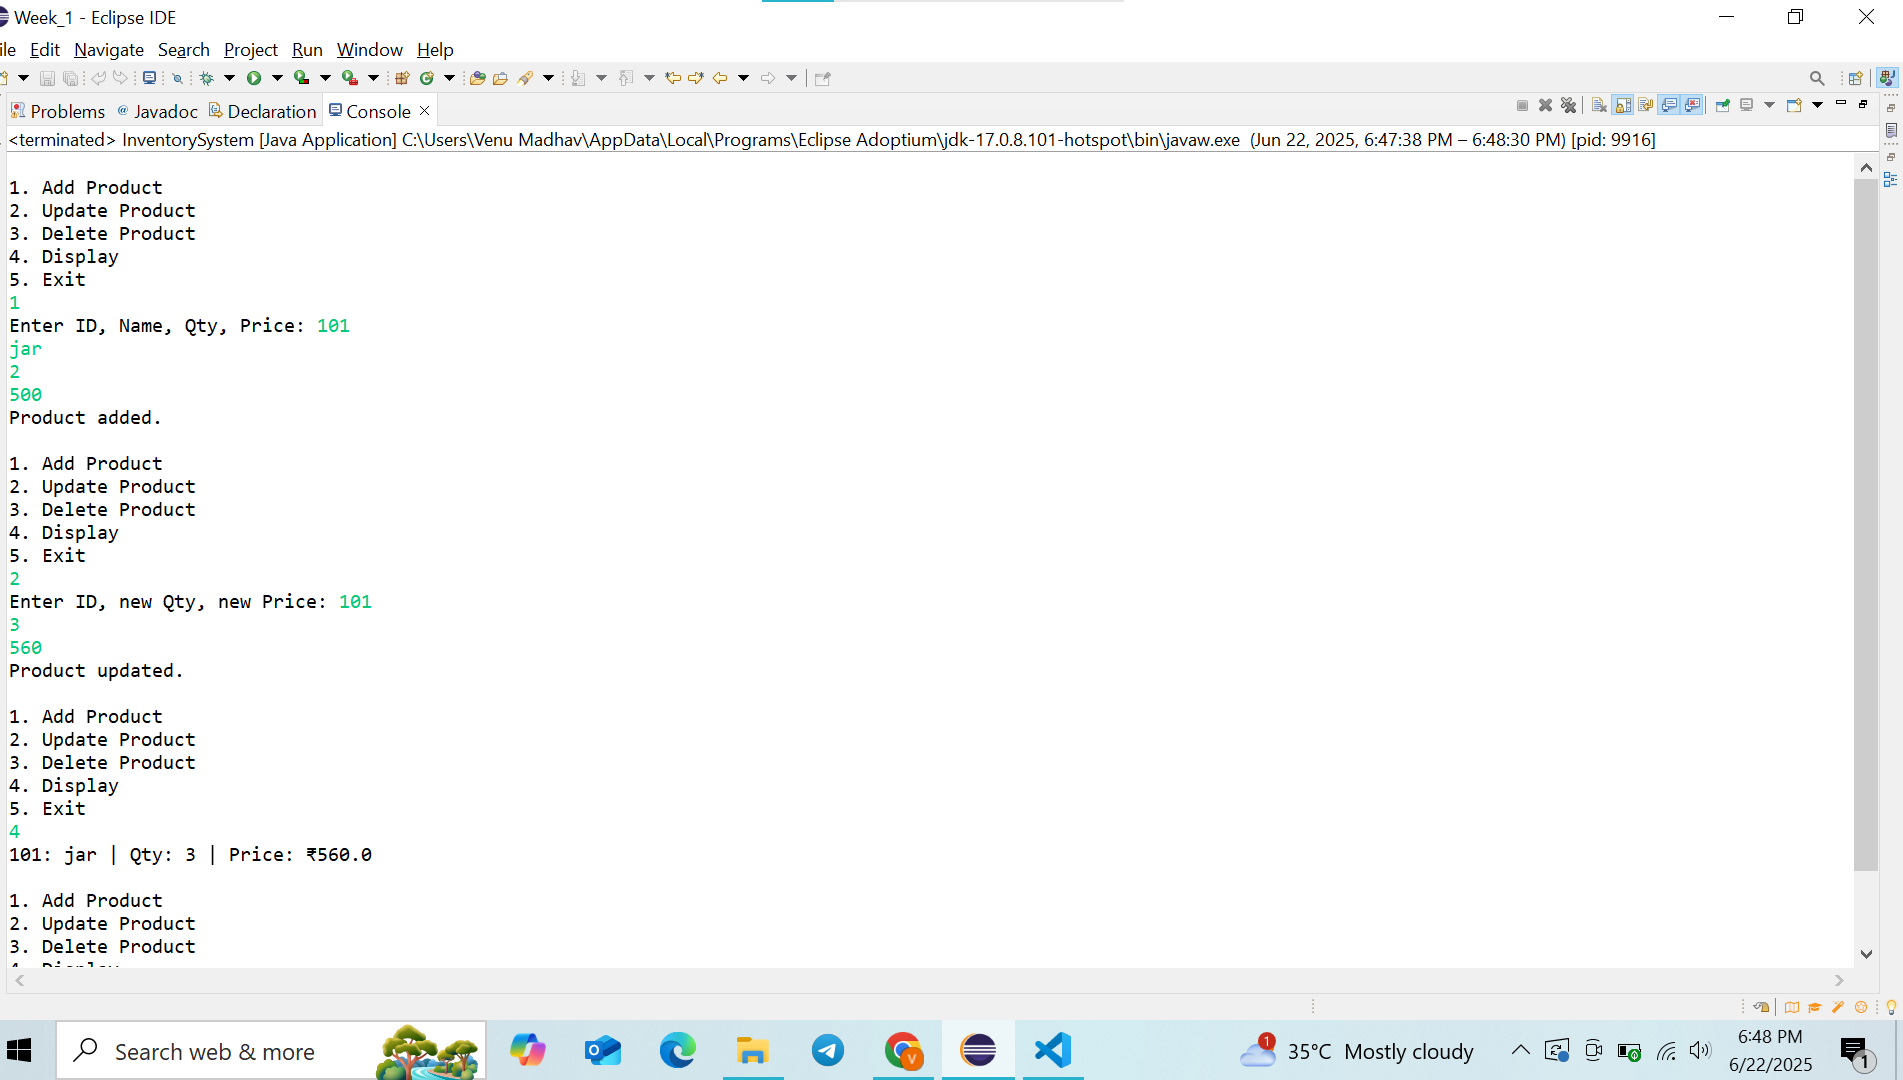 Week_1 - Eclipse IDE
ile Edit Navigate Search Project Run Window Help
Problems @ Javadoc Declaration Console
<terminated> InventorySystem [Java Application] C:\Users\Venu Madhav\AppData\Local\Programs\Eclipse Adoptium\jdk-17.0.8.101-hotspot\bin\javaw.exe (Jun 22, 2025, 6:47:38 PM – 6:48:30 PM) [pid: 9916]
1. Add Product
2. Update Product
3. Delete Product
4. Display
5. Exit
1
Enter ID, Name, Qty, Price: 101
jar
2
500
Product added.
1. Add Product
2. Update Product
3. Delete Product
4. Display
5. Exit
2
Enter ID, new Qty, new Price: 101
3
560
Product updated.
1. Add Product
2. Update Product
3. Delete Product
4. Display
5. Exit
4
101: jar | Qty: 3 | Price: ₹560.0
1. Add Product
2. Update Product
3. Delete Product
4. Display
Search web & more
1
35°C Mostly cloudy
6:48 PM
6/22/2025
1